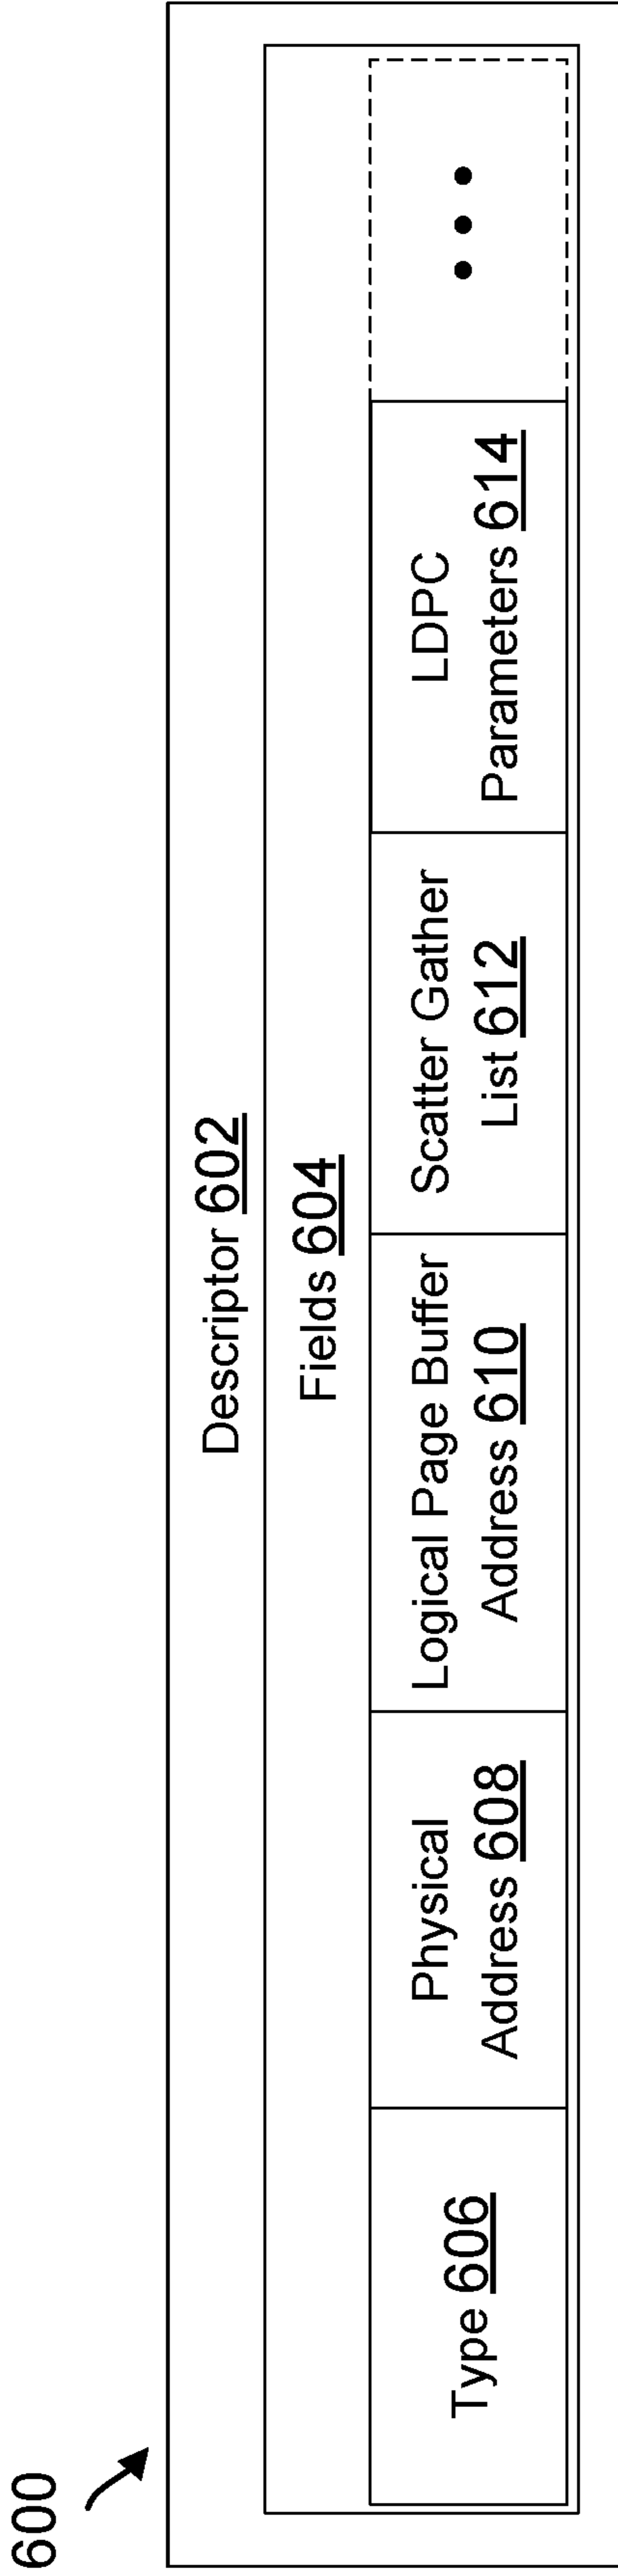 600
Descriptor 602
Fields 604
Type 606
Physical
Address 608
Logical Page Buffer
Address 610
Scatter Gather
List 612
LDPC
Parameters 614